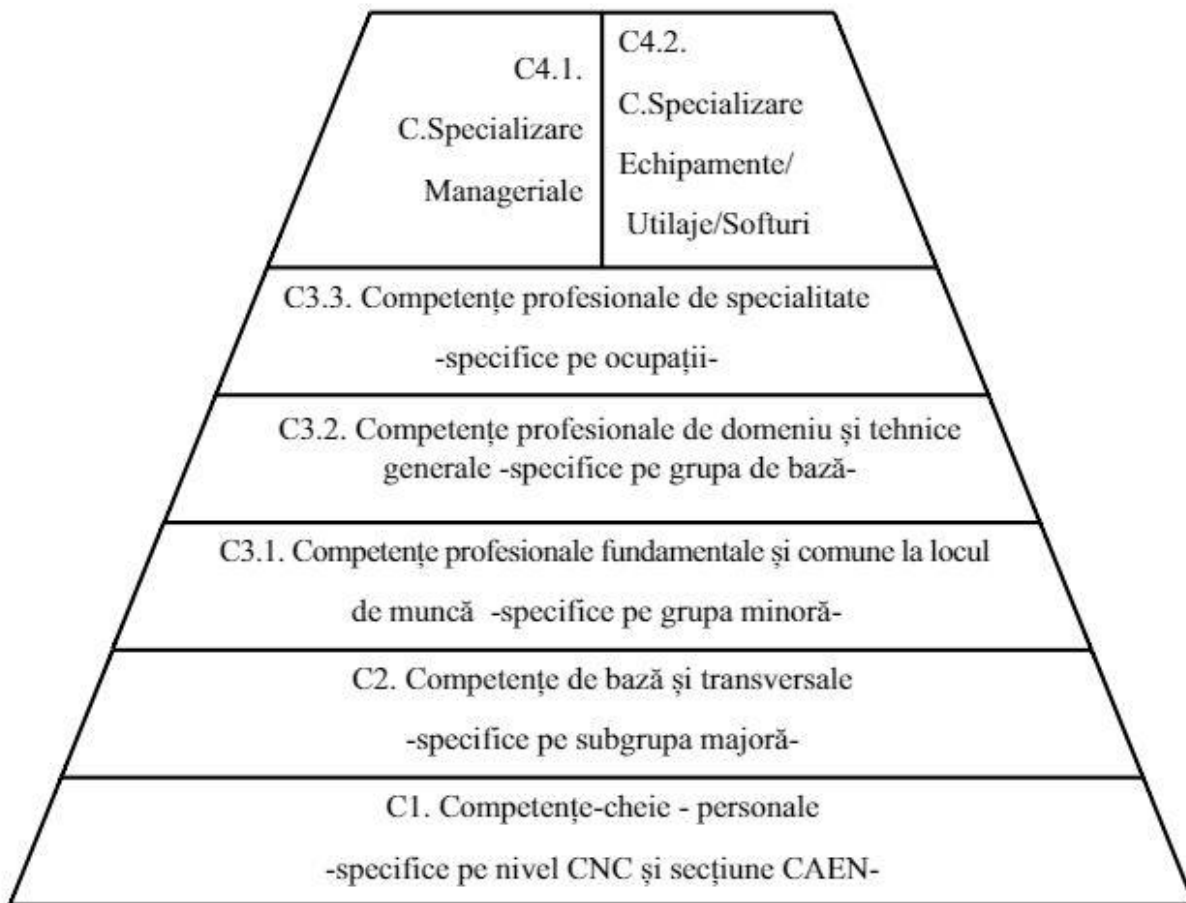 C4.1.
C.Specializare
Manageriale
C4.2.
C.Specializare
Echipamente/
Utilaje/Softuri
C3.3. Competențe profesionale de specialitate
-specifice pe ocupații-
C3.2. Competențe profesionale de domeniu și tehnice
generale -specifice pe grupa de bază-
C3.1. Competențe profesionale fundamentale și comune la locul
de muncă -specifice pe grupa minoră-
C2. Competențe de bază și transversale
-specifice pe subgrupa majoră-
C1. Competențe-cheie - personale
-specifice pe nivel CNC și secțiune CAEN-